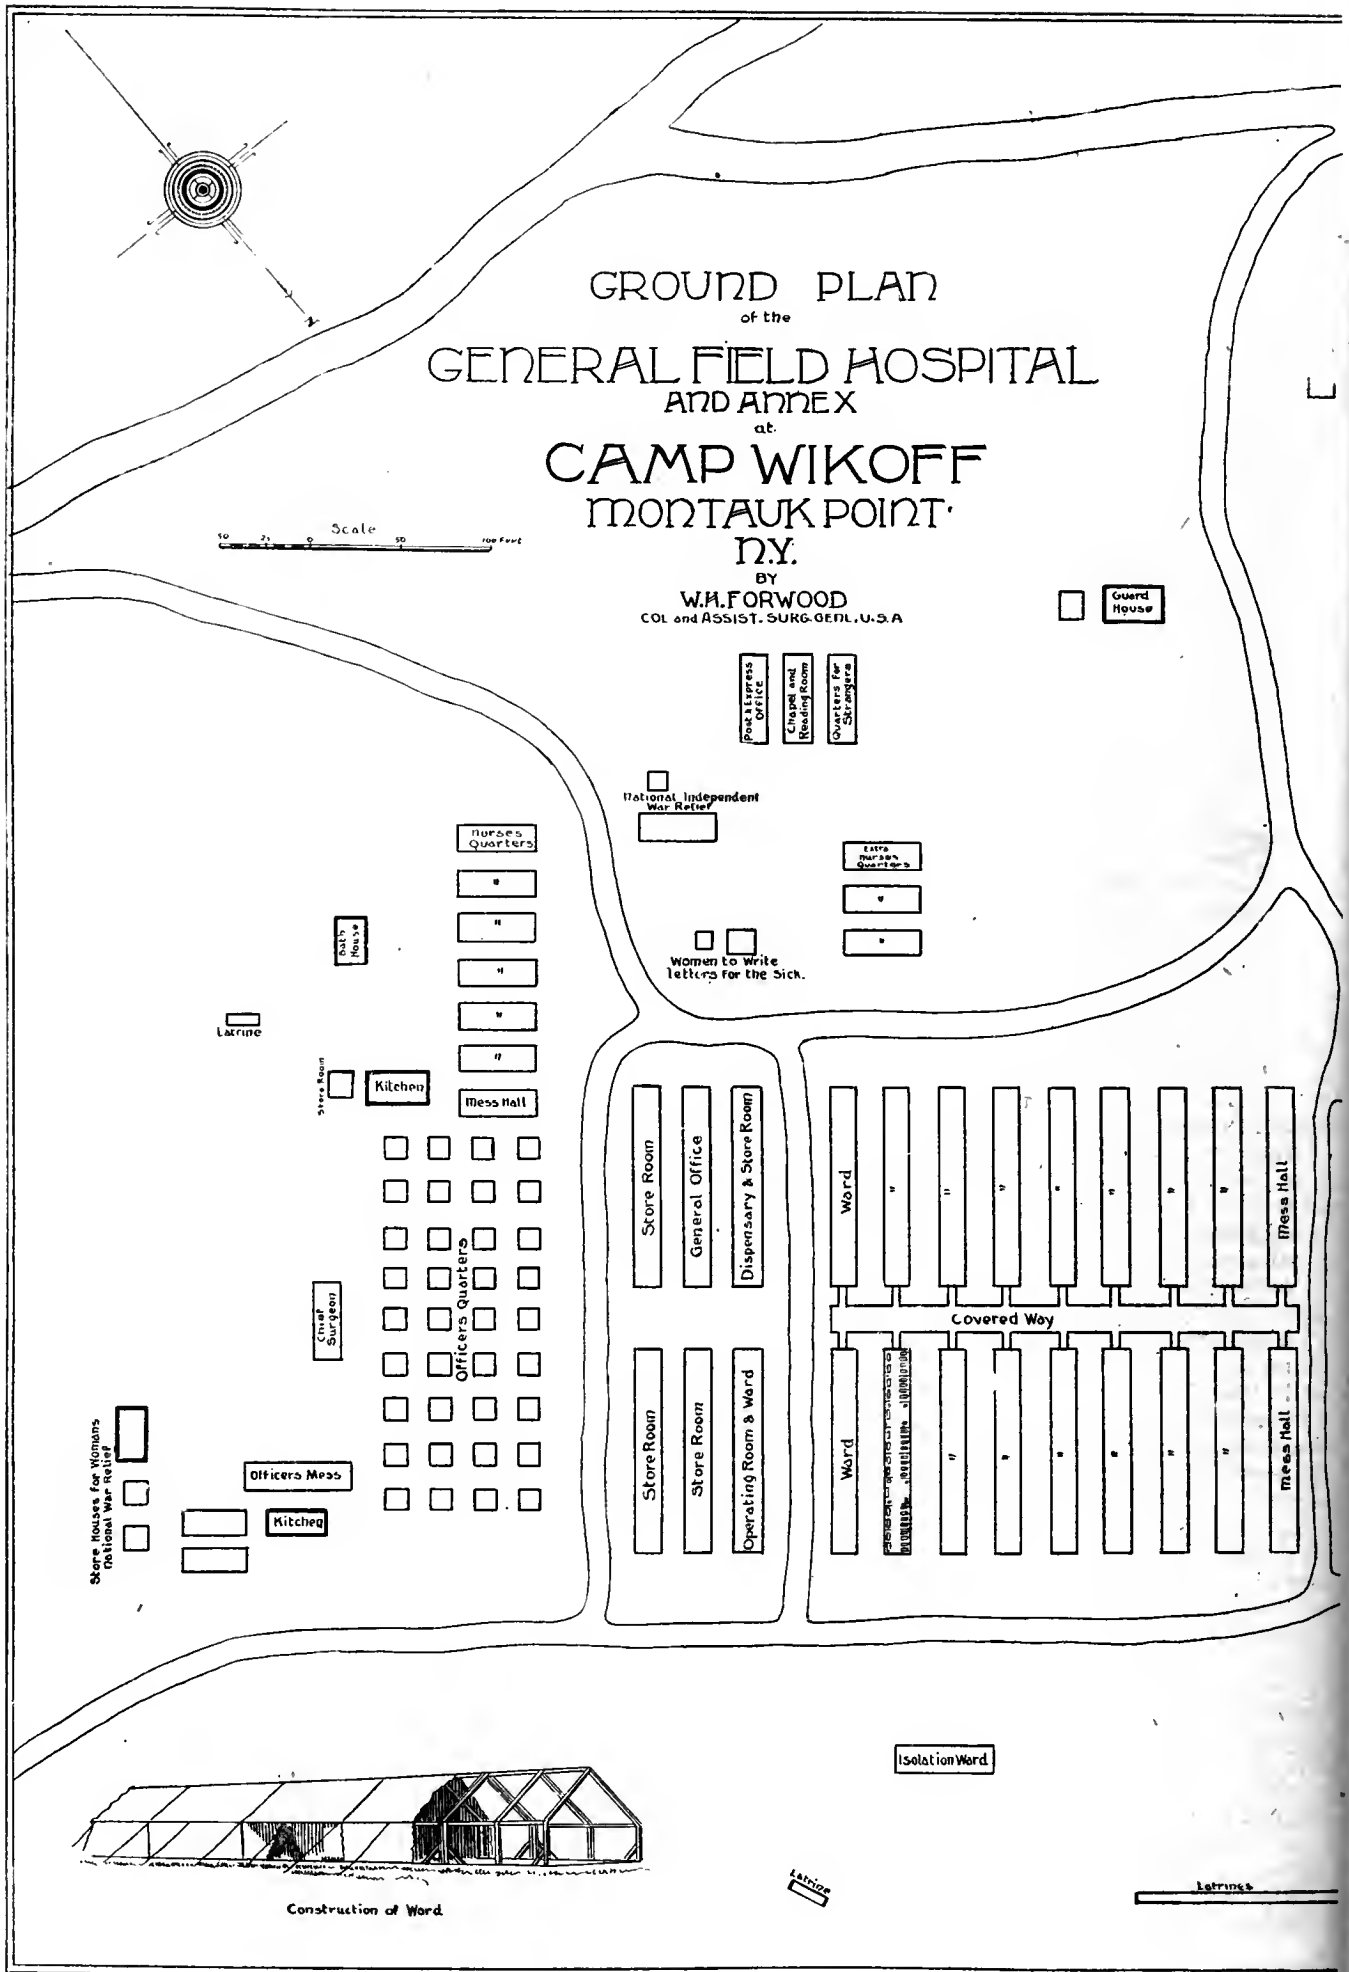 GROUND PLAN
of the
GENERAL FIELD HOSPITAL
AND ANNEX
at
CAMP WIKOFF
MONTAUK POINT
N.Y.
BY
W.H. FORWOOD
COL and ASSIST. SURG. GENL. U.S.A
N
Scale
50 25 0 50 100 Feet
Guard
House
Post & Express
Office
Chapel and
Reading Room
Quarters for
Strangers
National Independent
War Relief
Nurses
Quarters
"
"
"
"
"
Mess Hall
Extra
Nurses
Quarters
"
"
Bath
House
Women to Write
letters for the Sick.
Latrine
Store Room
Kitchen
Officers Quarters
Chief
Surgeon
Store Houses for Womans
National War Relief
Officers Mess
Kitchen
Store Room
General Office
Dispensary & Store Room
Store Room
Store Room
Operating Room & Ward
Ward
"
"
"
"
"
"
"
Mess Hall
Covered Way
Ward
"
"
"
"
"
"
Mess Hall
Isolation Ward
Construction of Ward
Latrine
Latrines